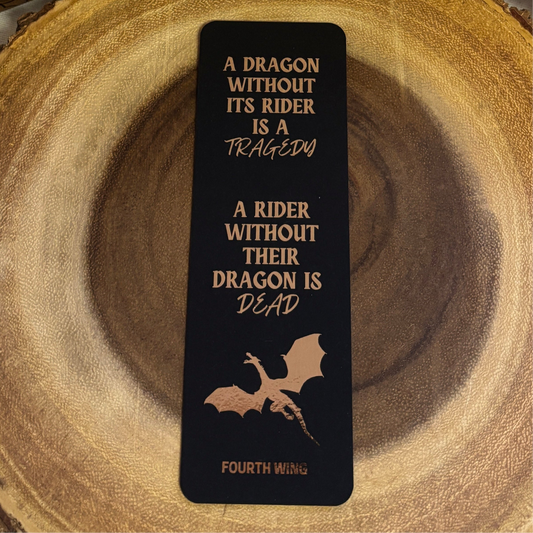 A DRAGON
WITHOUT
ITS RIDER
IS A
TRAGEDY
A RIDER
WITHOUT
THEIR
DRAGON IS
DEAD
FOURTH WING